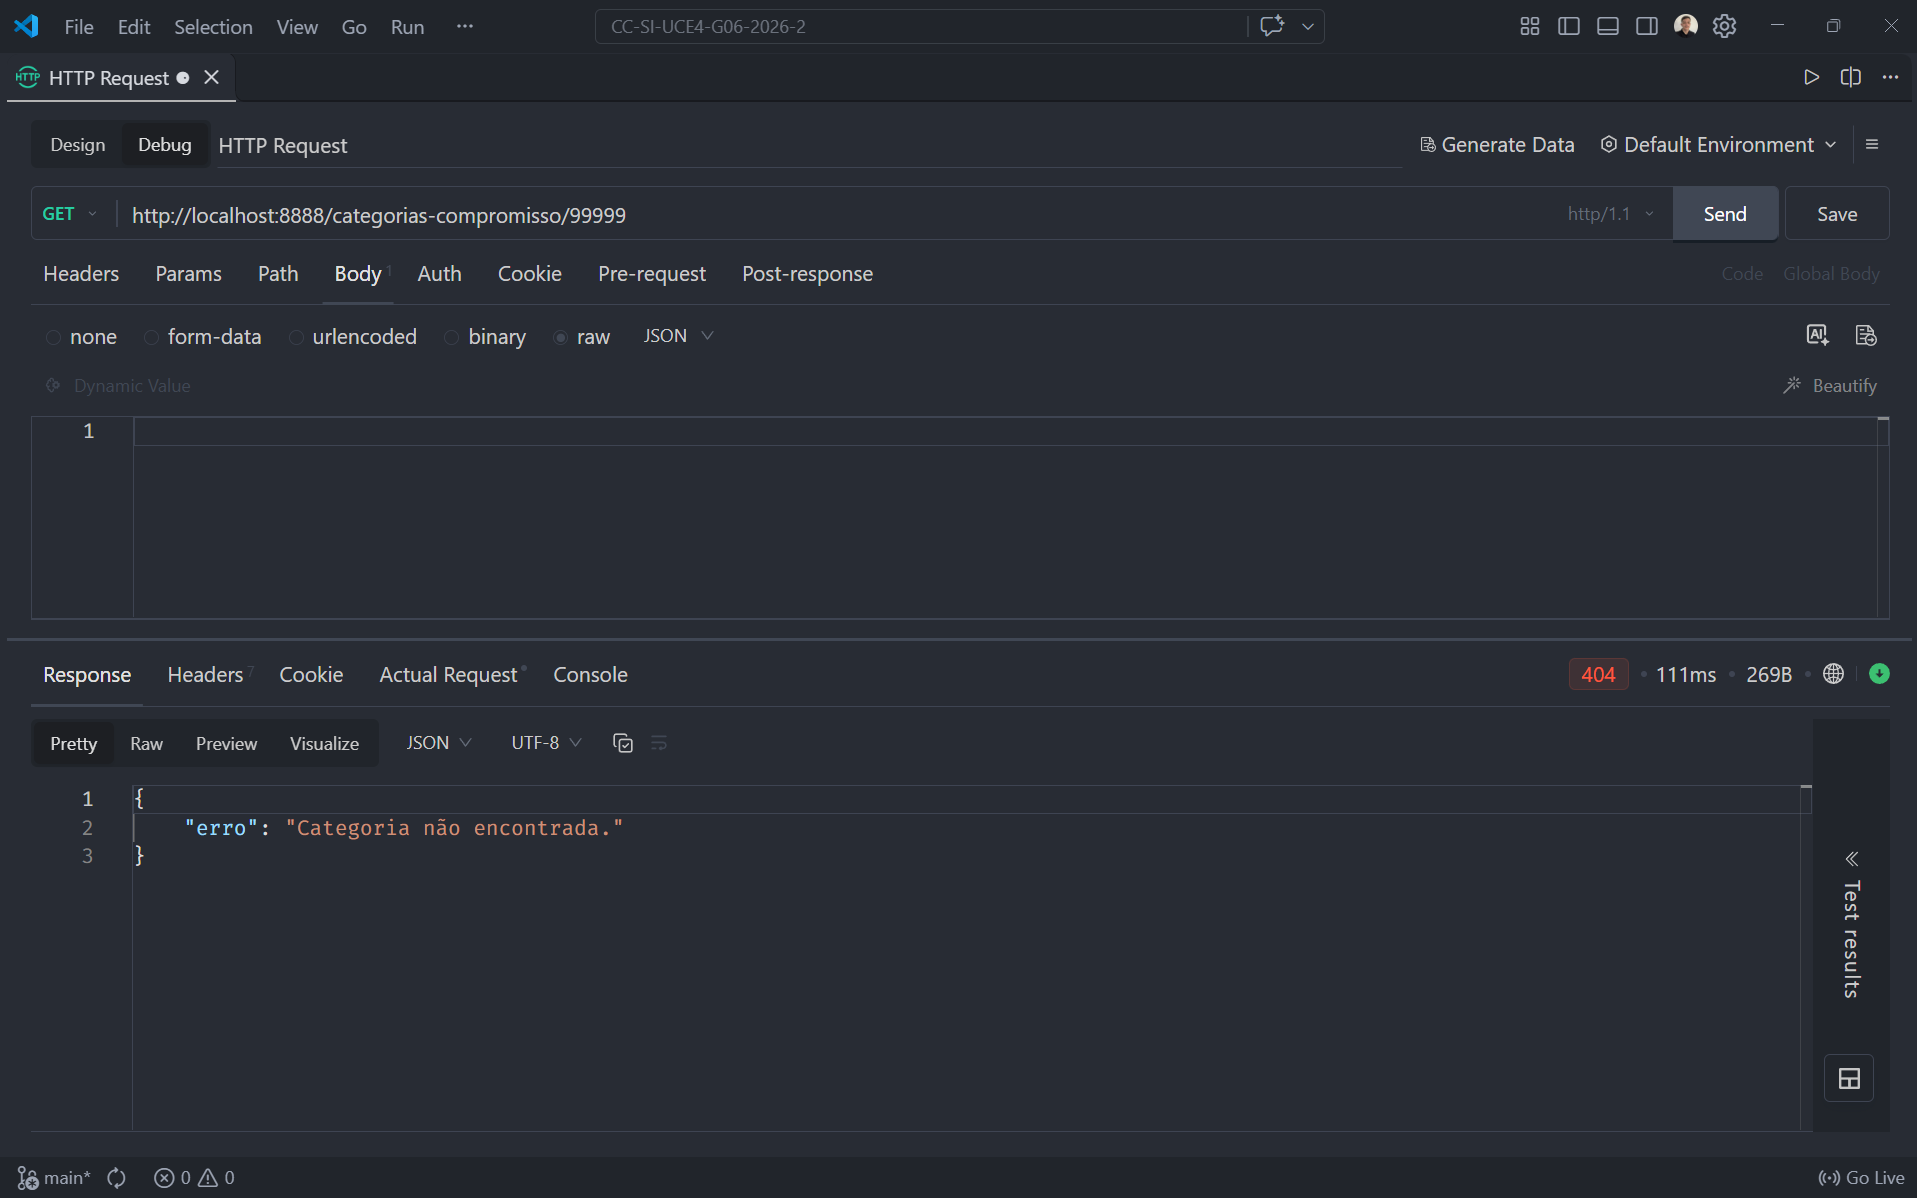 File Edit Selection View Go Run ··· CC-SI-UCE4-G06-2026-2
HTTP HTTP Request
Design Debug HTTP Request Generate Data Default Environment
GET http://localhost:8888/categorias-compromisso/99999 http/1.1 Send Save
Headers Params Path Body 1 Auth Cookie Pre-request Post-response Code Global Body
none form-data urlencoded binary raw JSON AI
Dynamic Value Beautify
1
Response Headers 7 Cookie Actual Request Console 404 • 111ms • 269B
Pretty Raw Preview Visualize JSON UTF-8
1 {
2 "erro": "Categoria não encontrada."
3 }
Test results
main* 0 0 Go Live